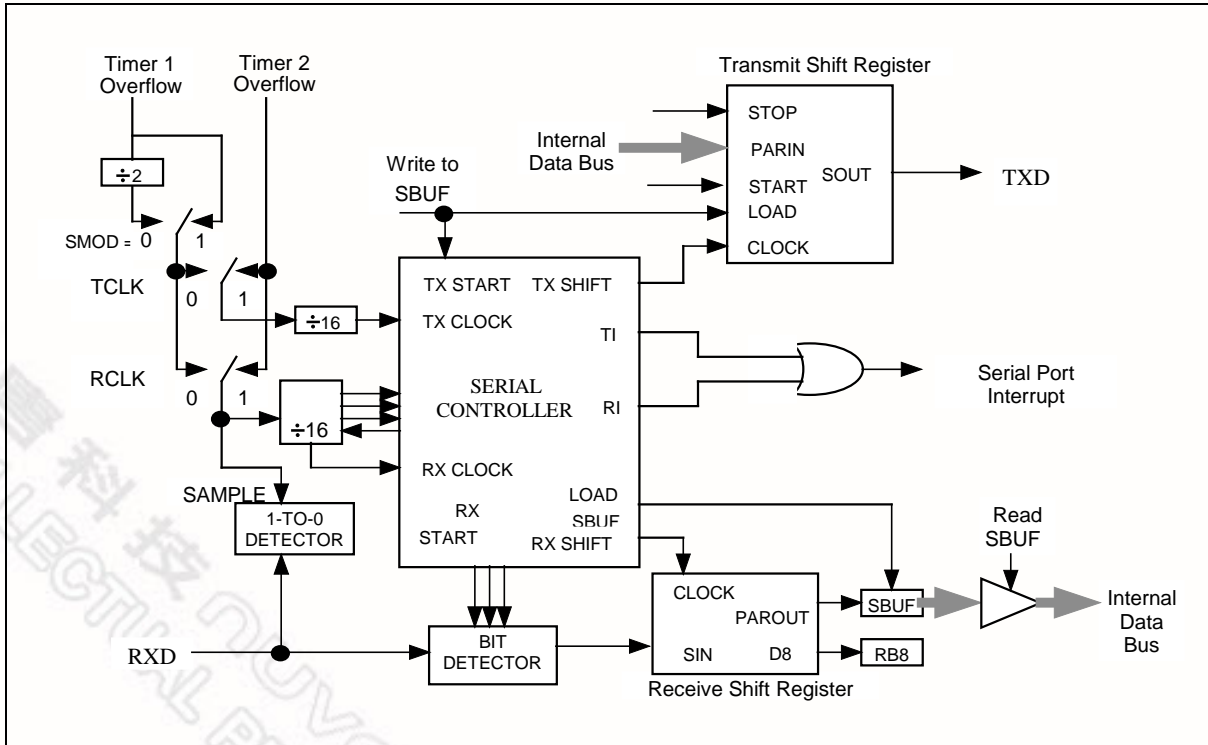 Timer 1
Overflow
Timer 2
Overflow
÷2
SMOD = 0 1
TCLK
0 1
RCLK
0 1
÷16
÷16
SAMPLE
1-TO-0
DETECTOR
RXD
Write to
SBUF
TX START
TX SHIFT
TX CLOCK
TI
SERIAL
CONTROLLER
RI
RX CLOCK
LOAD
SBUF
RX
START
RX SHIFT
BIT
DETECTOR
Transmit Shift Register
Internal
Data Bus
STOP
PARIN
SOUT
START
LOAD
CLOCK
TXD
Serial Port
Interrupt
CLOCK
PAROUT
SIN
D8
Receive Shift Register
SBUF
RB8
Read
SBUF
Internal
Data
Bus
科技